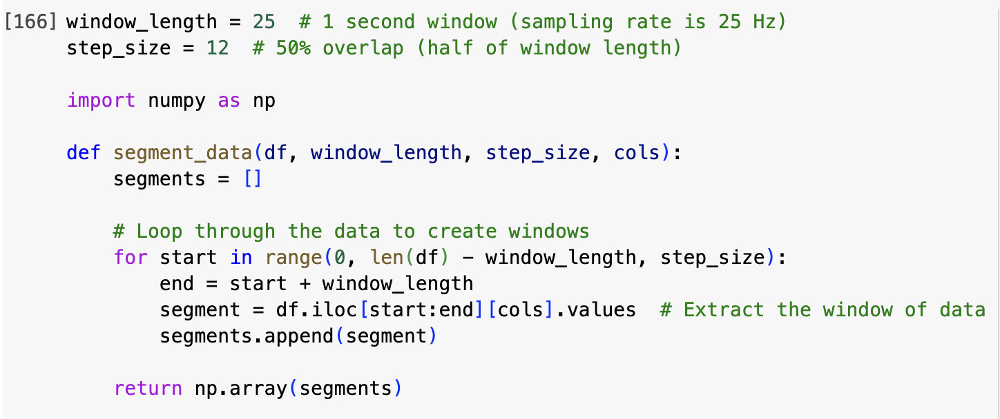 [166] window_length = 25  # 1 second window (sampling rate is 25 Hz)
step_size = 12  # 50% overlap (half of window length)

import numpy as np

def segment_data(df, window_length, step_size, cols):
    segments = []

    # Loop through the data to create windows
    for start in range(0, len(df) - window_length, step_size):
        end = start + window_length
        segment = df.iloc[start:end][cols].values  # Extract the window of data
        segments.append(segment)

    return np.array(segments)